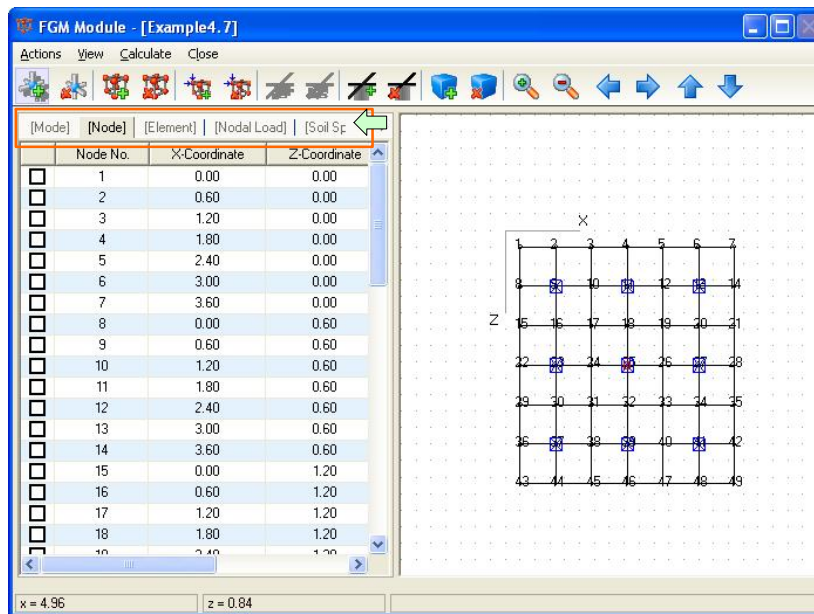 FGM Module - [Example4.7]
Actions View Calculate Close
[Mode] [Node] [Element] [Nodal Load] [Soil Sp
Node No. X-Coordinate Z-Coordinate
1 0.00 0.00
2 0.60 0.00
3 1.20 0.00
4 1.80 0.00
5 2.40 0.00
6 3.00 0.00
7 3.60 0.00
8 0.00 0.60
9 0.60 0.60
10 1.20 0.60
11 1.80 0.60
12 2.40 0.60
13 3.00 0.60
14 3.60 0.60
15 0.00 1.20
16 0.60 1.20
17 1.20 1.20
18 1.80 1.20
X
1 2 3 4 5 6 7
8 10 12 14
Z 15 16 17 18 19 20 21
22 24 26 28
29 30 31 32 33 34 35
36 38 40 42
43 44 45 46 47 48 49
x = 4.96 z = 0.84